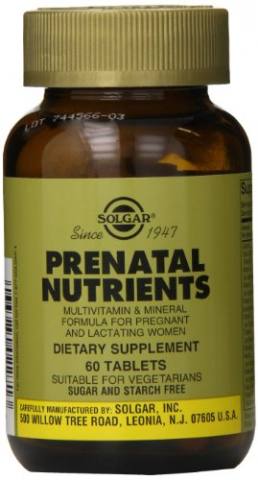 LOT 744566-03
SOLGAR®
Since 1947
PRENATAL
NUTRIENTS
MULTIVITAMIN & MINERAL
FORMULA FOR PREGNANT
AND LACTATING WOMEN
DIETARY SUPPLEMENT
60 TABLETS
SUITABLE FOR VEGETARIANS
SUGAR AND STARCH FREE
CAREFULLY MANUFACTURED BY: SOLGAR, INC.
500 WILLOW TREE ROAD, LEONIA, N.J. 07605 U.S.A.